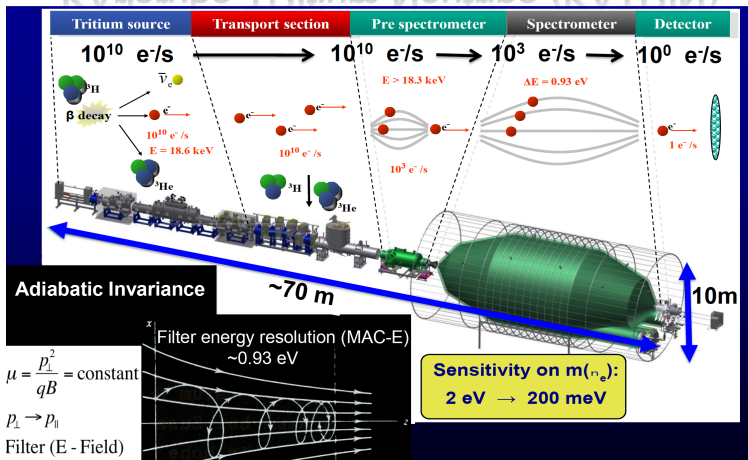 Tritium source
Transport section
Pre spectrometer
Spectrometer
Detector
10¹⁰ e⁻/s
10¹⁰ e⁻/s
10³ e⁻/s
10⁰ e⁻/s
³H
ν̄e
β decay
e⁻
10¹⁰ e⁻/s
E = 18.6 keV
³He
e⁻
e⁻
10¹⁰ e⁻/s
³H
³He
E > 18.3 keV
e⁻
e⁻
10³ e⁻/s
ΔE = 0.93 eV
e⁻
e⁻
1 e⁻/s
~70 m
10m
Adiabatic Invariance
μ = p⊥²/qB = constant
p⊥ → p∥
Filter (E - Field)
x
Filter energy resolution (MAC-E)
~0.93 eV
z
Sensitivity on m(nₑ):
2 eV → 200 meV